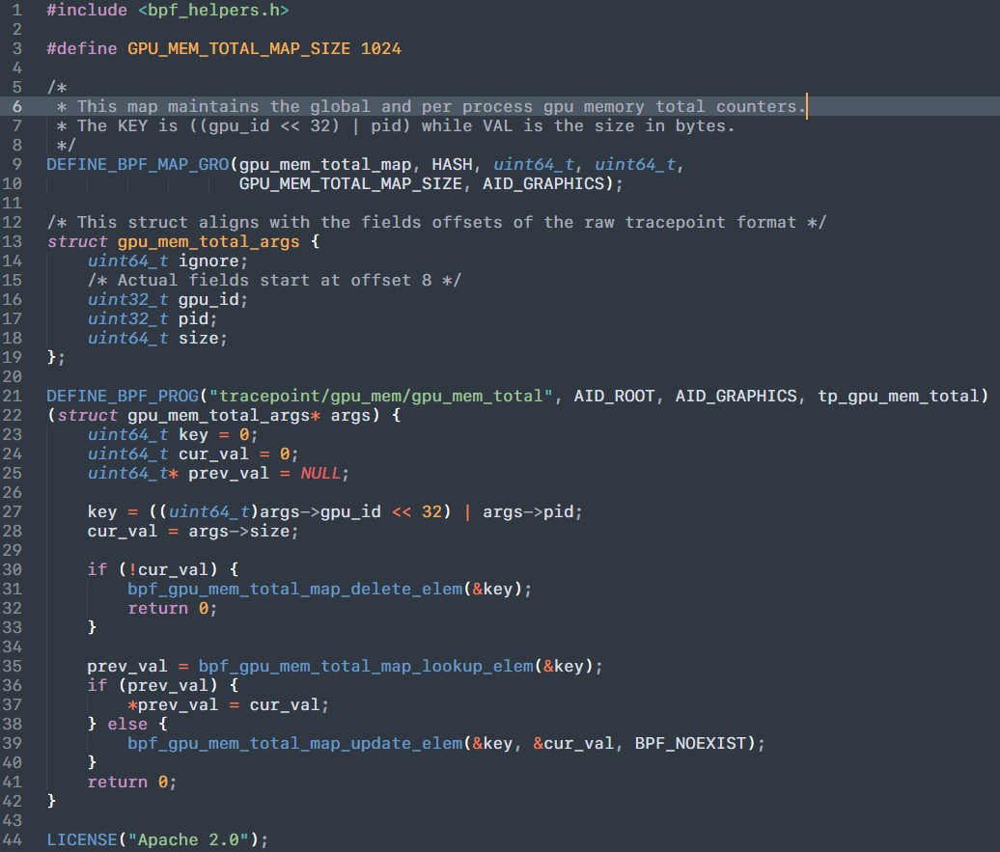 1 #include <bpf_helpers.h>
2
3 #define GPU_MEM_TOTAL_MAP_SIZE 1024
4
5 /*
6  * This map maintains the global and per process gpu memory total counters.
7  * The KEY is ((gpu_id << 32) | pid) while VAL is the size in bytes.
8  */
9 DEFINE_BPF_MAP_GRO(gpu_mem_total_map, HASH, uint64_t, uint64_t,
10                    GPU_MEM_TOTAL_MAP_SIZE, AID_GRAPHICS);
11
12 /* This struct aligns with the fields offsets of the raw tracepoint format */
13 struct gpu_mem_total_args {
14     uint64_t ignore;
15     /* Actual fields start at offset 8 */
16     uint32_t gpu_id;
17     uint32_t pid;
18     uint64_t size;
19 };
20
21 DEFINE_BPF_PROG("tracepoint/gpu_mem/gpu_mem_total", AID_ROOT, AID_GRAPHICS, tp_gpu_mem_total)
22 (struct gpu_mem_total_args* args) {
23     uint64_t key = 0;
24     uint64_t cur_val = 0;
25     uint64_t* prev_val = NULL;
26
27     key = ((uint64_t)args->gpu_id << 32) | args->pid;
28     cur_val = args->size;
29
30     if (!cur_val) {
31         bpf_gpu_mem_total_map_delete_elem(&key);
32         return 0;
33     }
34
35     prev_val = bpf_gpu_mem_total_map_lookup_elem(&key);
36     if (prev_val) {
37         *prev_val = cur_val;
38     } else {
39         bpf_gpu_mem_total_map_update_elem(&key, &cur_val, BPF_NOEXIST);
40     }
41     return 0;
42 }
43
44 LICENSE("Apache 2.0");